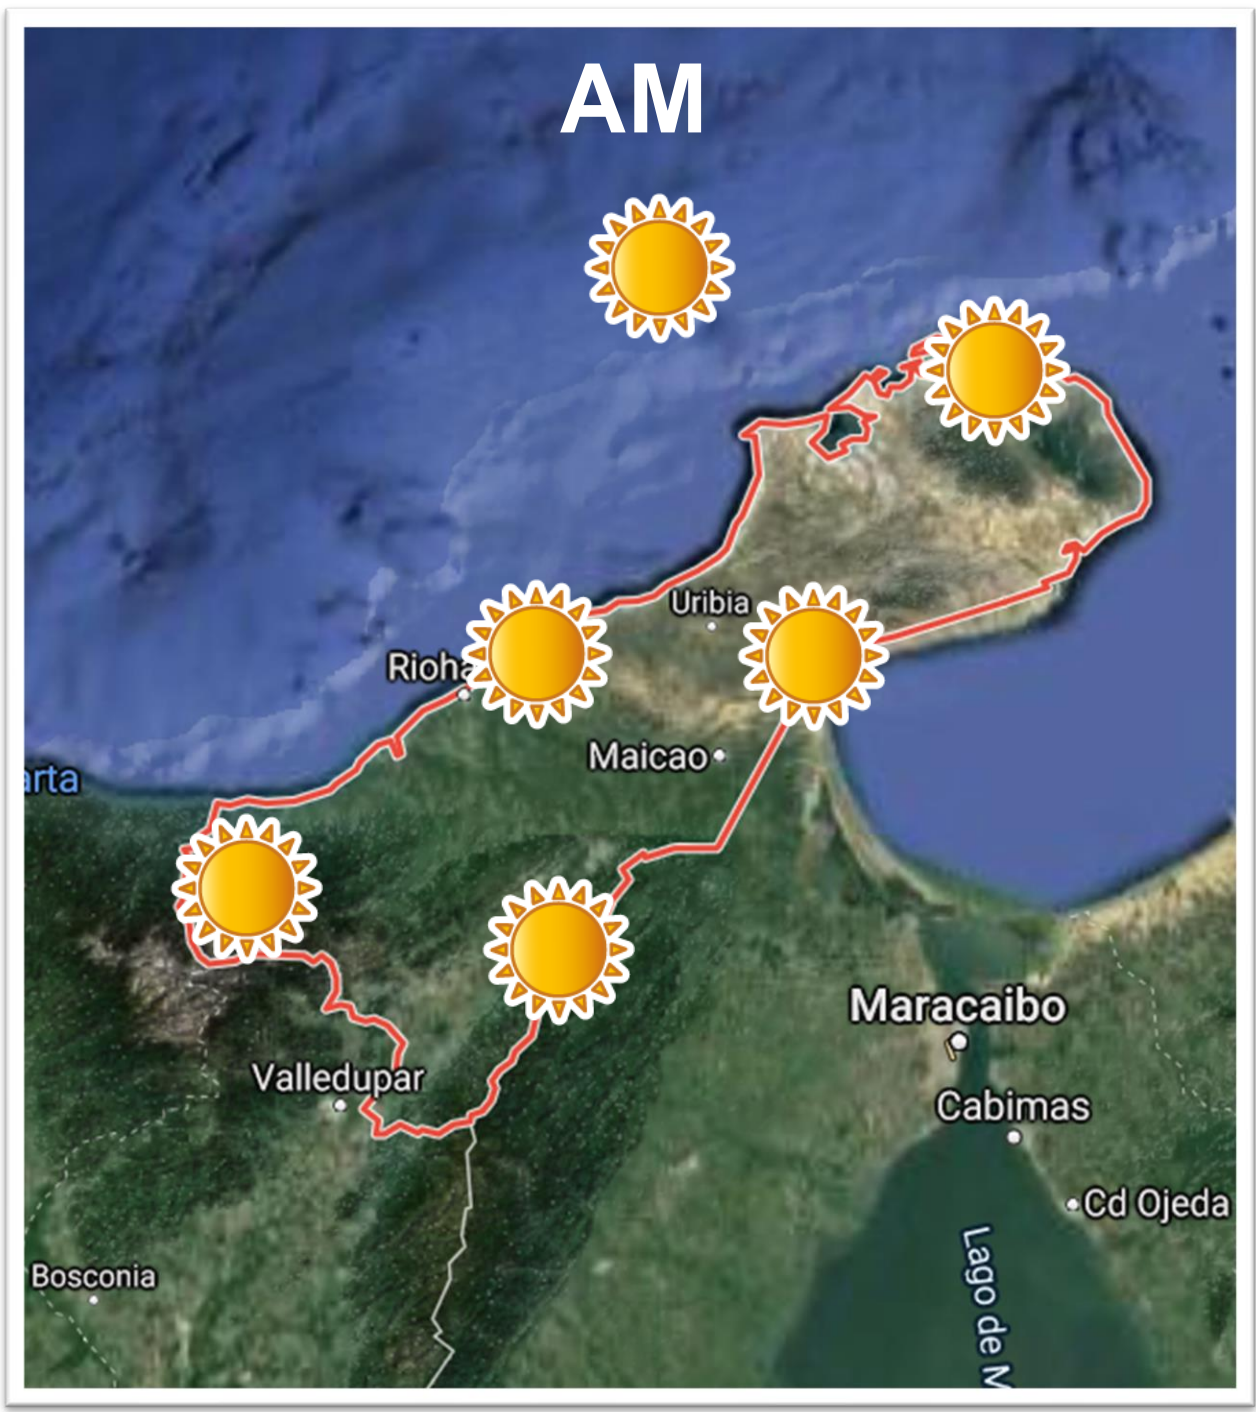 AM
Uribia
Rioha
Maicao
arta
Maracaibo
Valledupar
Cabimas
Cd Ojeda
Lago de M
Bosconia